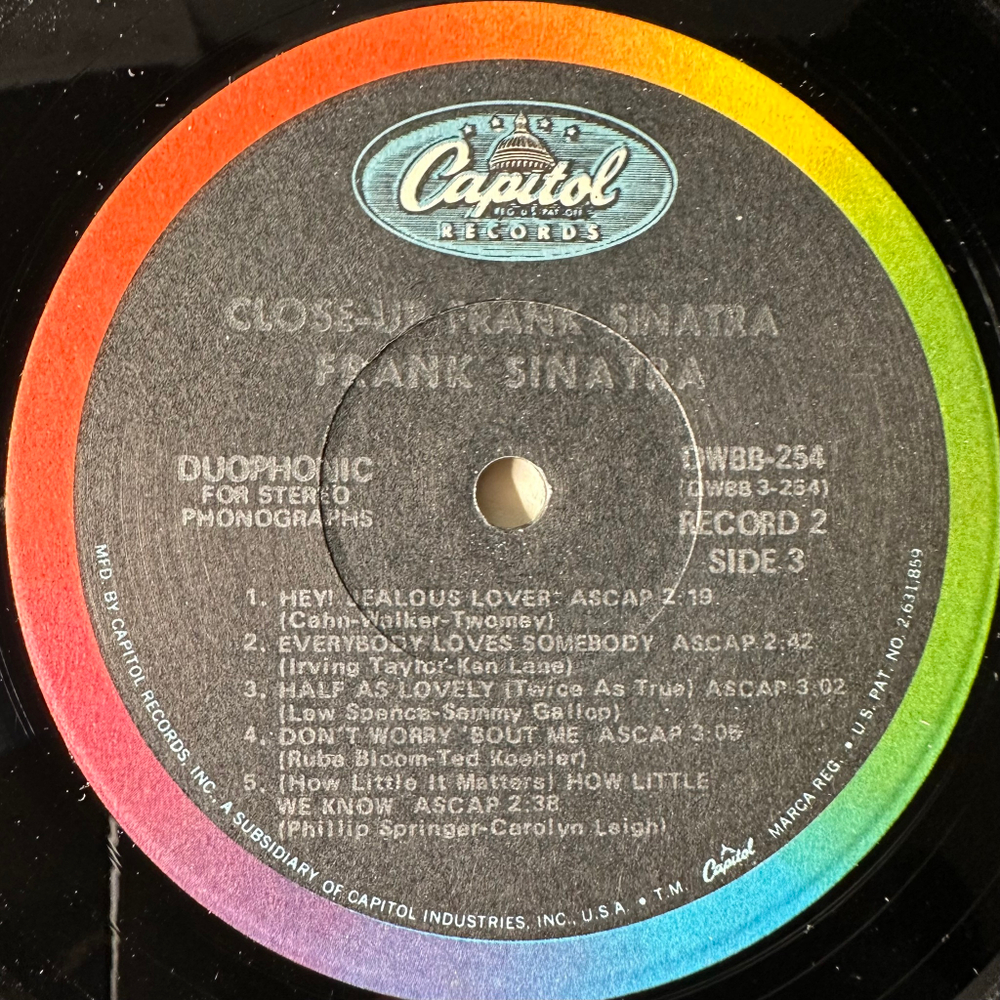 Capitol
REG. U.S. PAT. OFF.
RECORDS
CLOSE-UP FRANK SINATRA
FRANK SINATRA
DUOPHONIC
FOR STEREO
PHONOGRAPHS
DWBB-254
(DWBB 3-254)
RECORD 2
SIDE 3
1. HEY! JEALOUS LOVER ASCAP 2:19
(Cahn-Walker-Twomey)
2. EVERYBODY LOVES SOMEBODY ASCAP 2:42
(Irving Taylor-Ken Lane)
3. HALF AS LOVELY (Twice As True) ASCAP 3:02
(Lew Spence-Sammy Gallop)
4. DON'T WORRY 'BOUT ME ASCAP 3:05
(Rube Bloom-Ted Koehler)
5. (How Little It Matters) HOW LITTLE
WE KNOW ASCAP 2:38
(Phillip Springer-Carolyn Leigh)
MFD. BY CAPITOL RECORDS, INC., A SUBSIDIARY OF CAPITOL INDUSTRIES, INC., U.S.A. • T.M. Capitol MARCA REG. • U.S. PAT. NO. 2,631,859